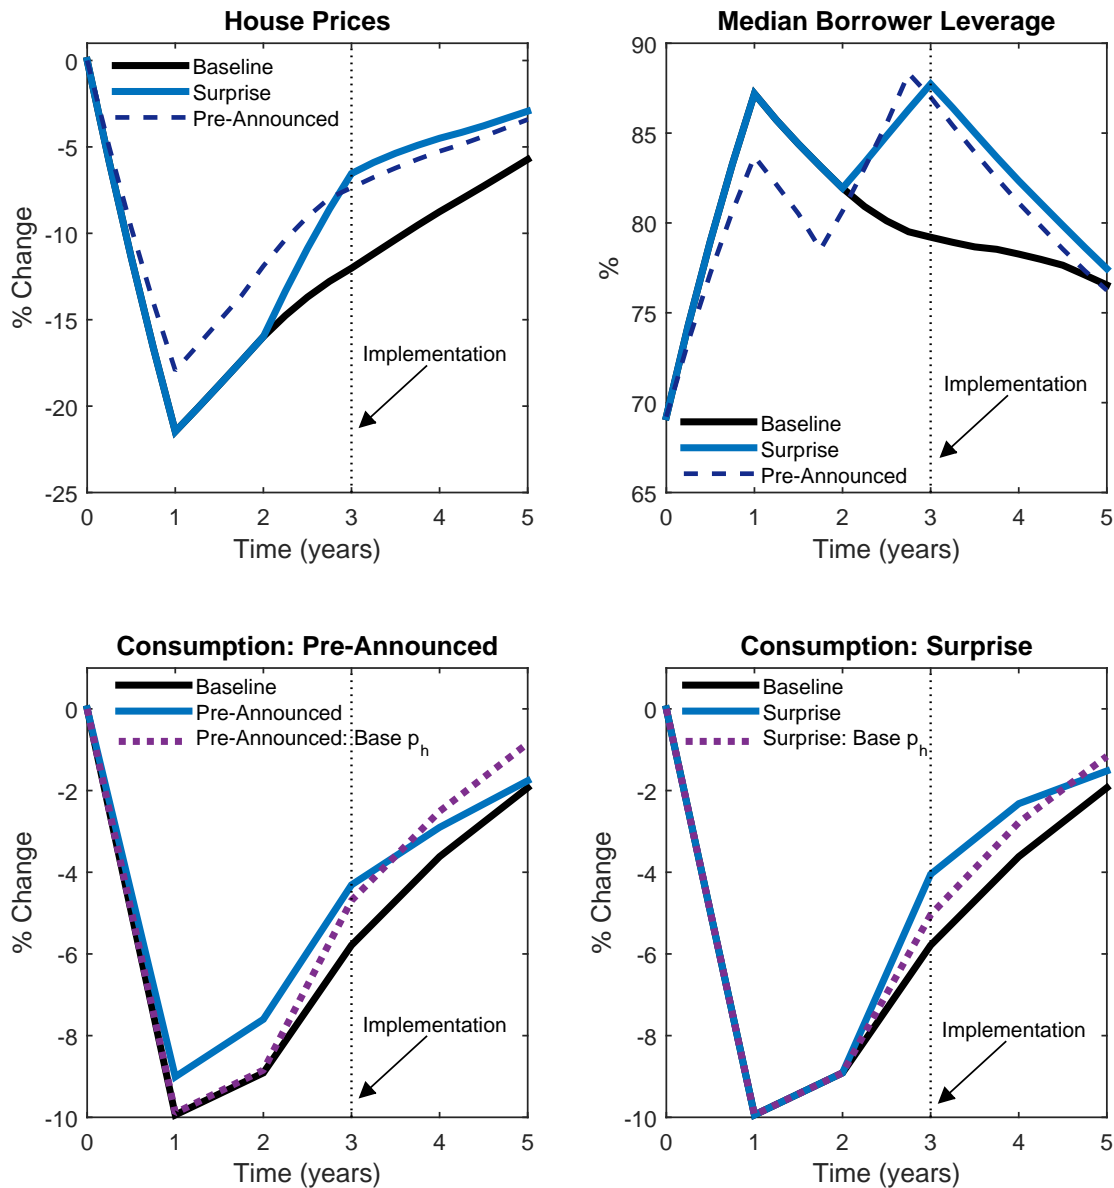 House Prices
Baseline
Surprise
Pre-Announced
Implementation
% Change
0
-5
-10
-15
-20
-25
0 1 2 3 4 5
Time (years)
Median Borrower Leverage
90
85
80
75
70
65
%
Implementation
Baseline
Surprise
Pre-Announced
0 1 2 3 4 5
Time (years)
Consumption: Pre-Announced
Baseline
Pre-Announced
Pre-Announced: Base p_h
Implementation
% Change
0
-2
-4
-6
-8
-10
0 1 2 3 4 5
Time (years)
Consumption: Surprise
Baseline
Surprise
Surprise: Base p_h
Implementation
% Change
0
-2
-4
-6
-8
-10
0 1 2 3 4 5
Time (years)